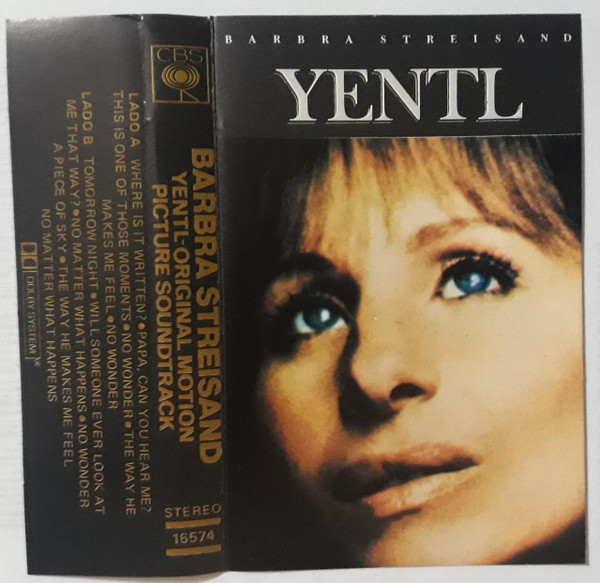 BARBRA STREISAND
YENTL
CBS
BARBRA STREISAND
YENTL-ORIGINAL MOTION
PICTURE SOUNDTRACK
STEREO
16574
LADO A WHERE IS IT WRITTEN? • PAPA, CAN YOU HEAR ME?
THIS IS ONE OF THOSE MOMENTS • NO WONDER • THE WAY HE
MAKES ME FEEL • NO WONDER
LADO B TOMORROW NIGHT • WILL SOMEONE EVER LOOK AT
ME THAT WAY? • NO MATTER WHAT HAPPENS • NO WONDER
A PIECE OF SKY • THE WAY HE MAKES ME FEEL
NO MATTER WHAT HAPPENS
DOLBY SYSTEM